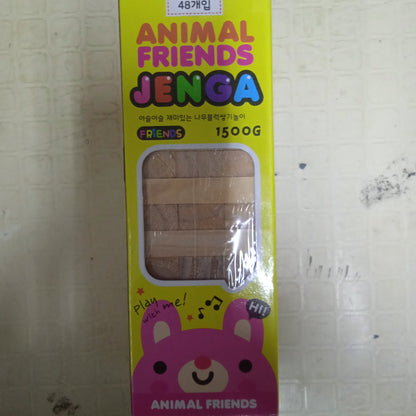 48개입
ANIMAL
FRIENDS
JENGA
아슬아슬 재미있는 나무블럭쌓기놀이
FRIENDS
1500G
Play
with me!
Hi!
ANIMAL FRIENDS